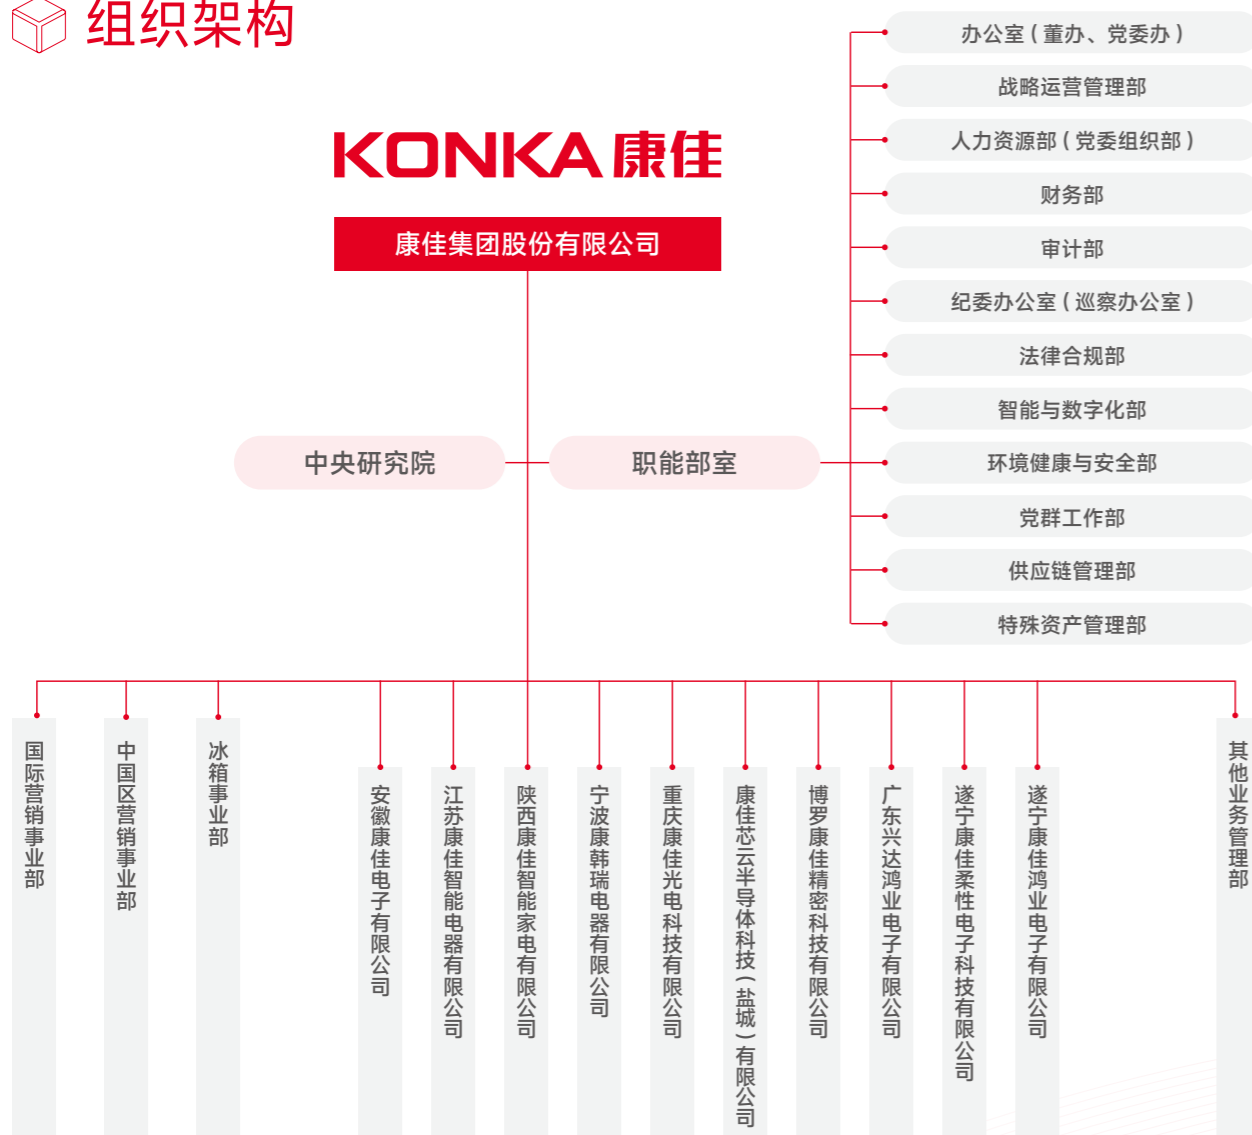 组织架构
KONKA 康佳
康佳集团股份有限公司
中央研究院
职能部室
办公室（董办、党委办）
战略运营管理部
人力资源部（党委组织部）
财务部
审计部
纪委办公室（巡察办公室）
法律合规部
智能与数字化部
环境健康与安全部
党群工作部
供应链管理部
特殊资产管理部
国际营销事业部
中国区营销事业部
冰箱事业部
安徽康佳电子有限公司
江苏康佳智能电器有限公司
陕西康佳智能家电有限公司
宁波康韩瑞电器有限公司
重庆康佳光电科技有限公司
康佳芯云半导体科技（盐城）有限公司
博罗康佳精密科技有限公司
广东兴达鸿业电子有限公司
遂宁康佳柔性电子科技有限公司
遂宁康佳鸿业电子有限公司
其他业务管理部